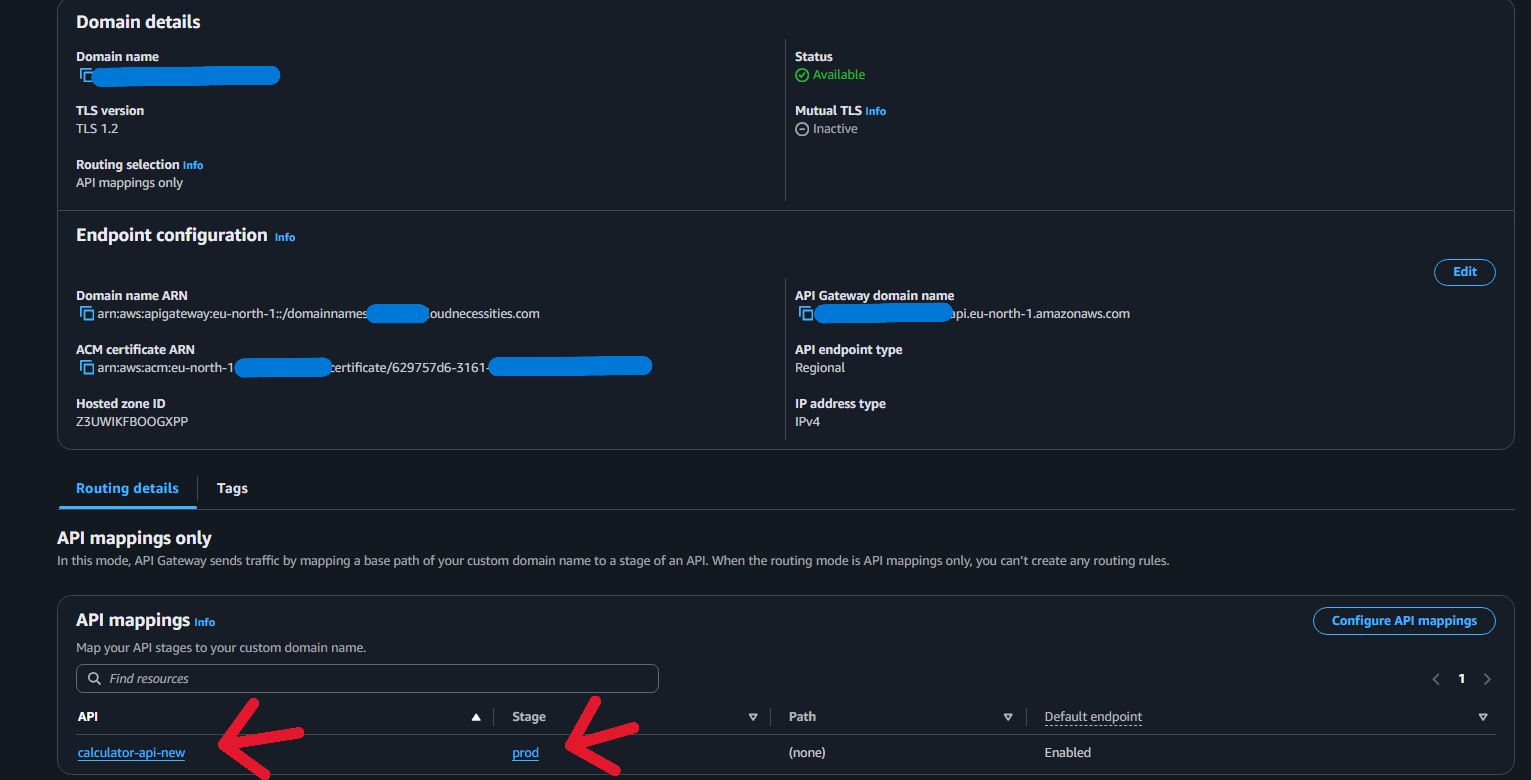 Domain details
Domain name
Status
Available
TLS version
TLS 1.2
Mutual TLS Info
Inactive
Routing selection Info
API mappings only
Endpoint configuration Info
Edit
Domain name ARN
arn:aws:apigateway:eu-north-1::/domainnames loudnecessities.com
API Gateway domain name
api.eu-north-1.amazonaws.com
ACM certificate ARN
arn:aws:acm:eu-north-1 certificate/629757d6-3161-
API endpoint type
Regional
Hosted zone ID
Z3UWIKFBOOGXPP
IP address type
IPv4
Routing details
Tags
API mappings only
In this mode, API Gateway sends traffic by mapping a base path of your custom domain name to a stage of an API. When the routing mode is API mappings only, you can't create any routing rules.
API mappings Info
Configure API mappings
Map your API stages to your custom domain name.
Find resources
1
API Stage Path Default endpoint
calculator-api-new prod (none) Enabled